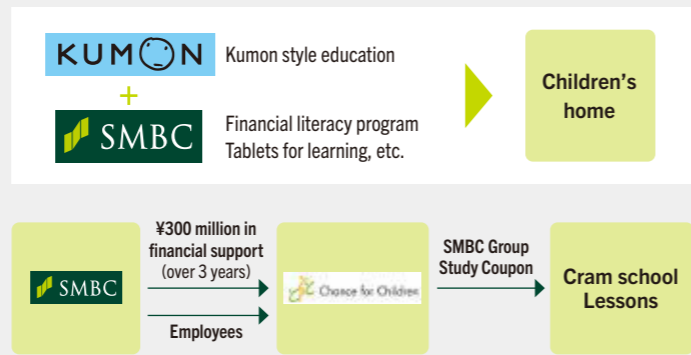 KUMON
Kumon style education
+
SMBC
Financial literacy program
Tablets for learning, etc.
Children's
home
SMBC
¥300 million in
financial support
(over 3 years)
Employees
Chance for Children
SMBC Group
Study Coupon
Cram school
Lessons